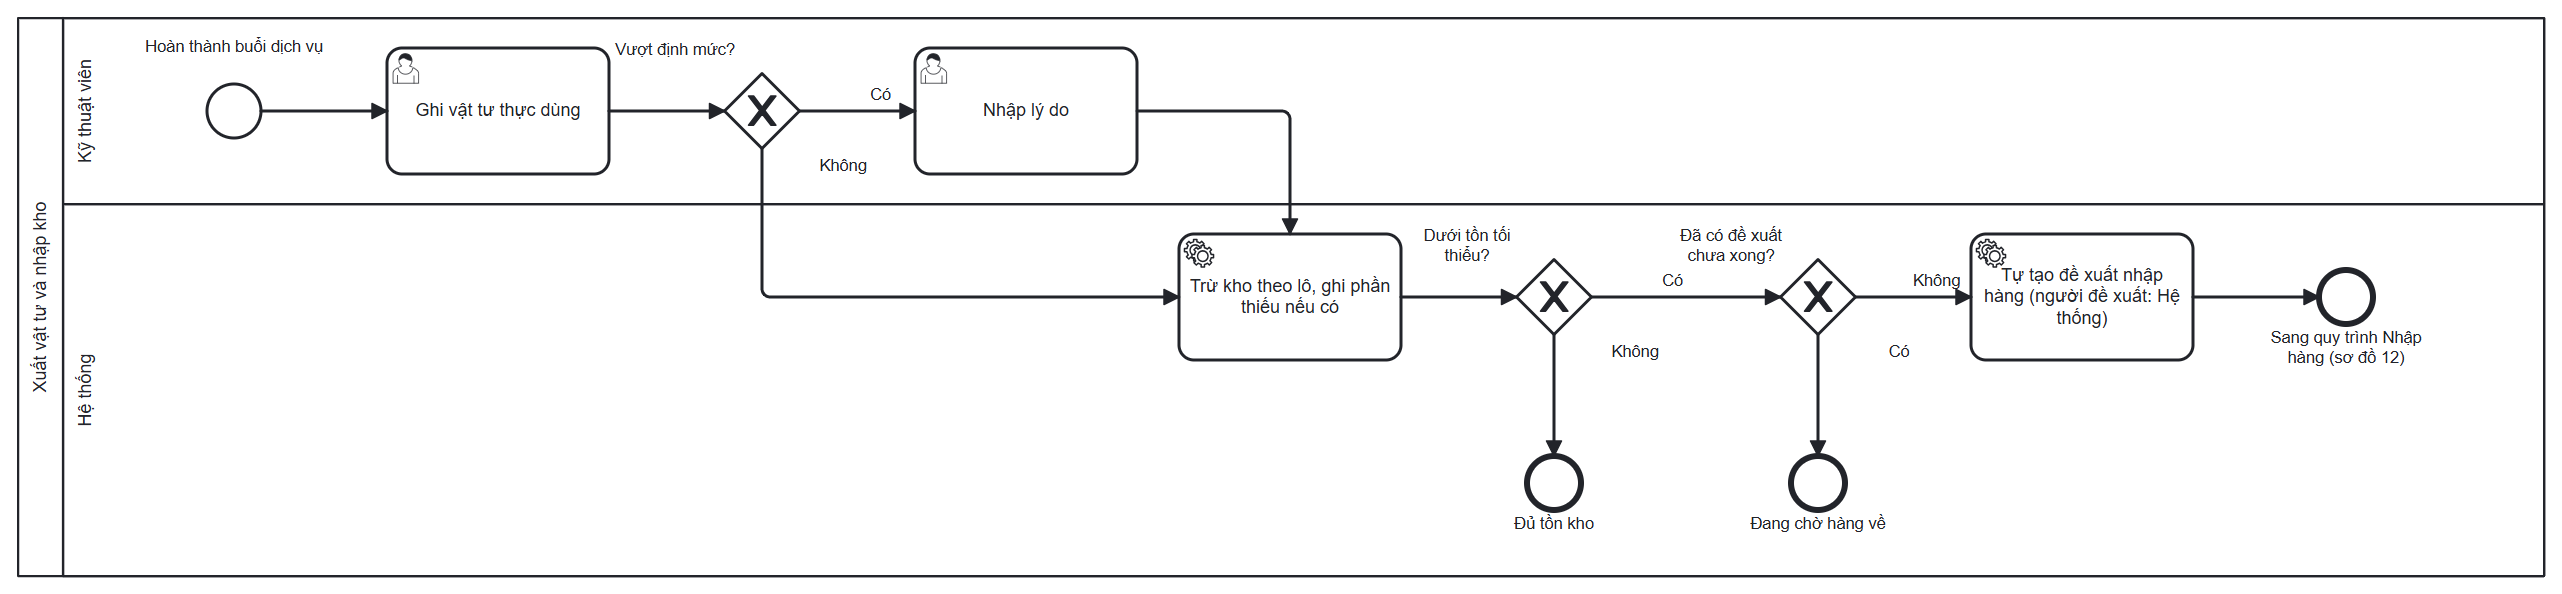 Xuất vật tư và nhập kho
Kỹ thuật viên
Hoàn thành buổi dịch vụ
Ghi vật tư thực dùng
Vượt định mức?
Có
Không
Nhập lý do
Hệ thống
Trừ kho theo lô, ghi phần
thiếu nếu có
Dưới tồn tối
thiểu?
Có
Không
Đủ tồn kho
Đã có đề xuất
chưa xong?
Không
Có
Đang chờ hàng về
Tự tạo đề xuất nhập
hàng (người đề xuất: Hệ
thống)
Sang quy trình Nhập
hàng (sơ đồ 12)